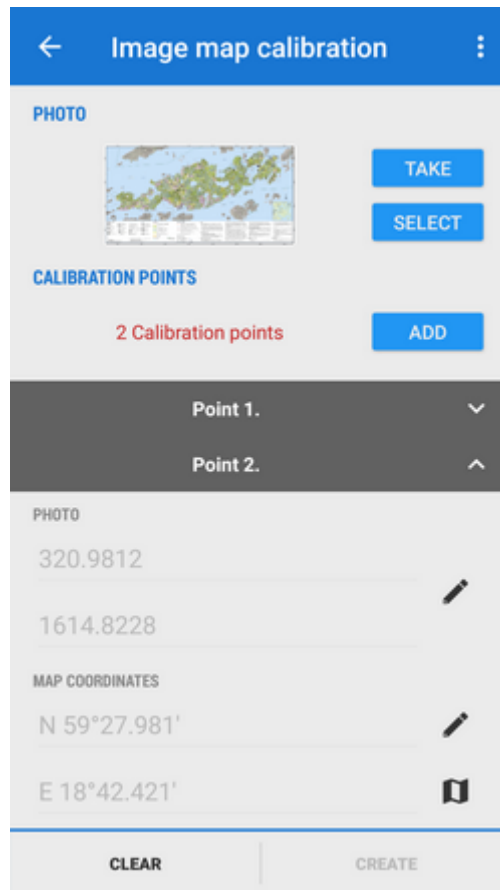 Image map calibration
PHOTO
TAKE
SELECT
CALIBRATION POINTS
2 Calibration points
ADD
Point 1.
Point 2.
PHOTO
320.9812
1614.8228
MAP COORDINATES
N 59°27.981'
E 18°42.421'
CLEAR
CREATE